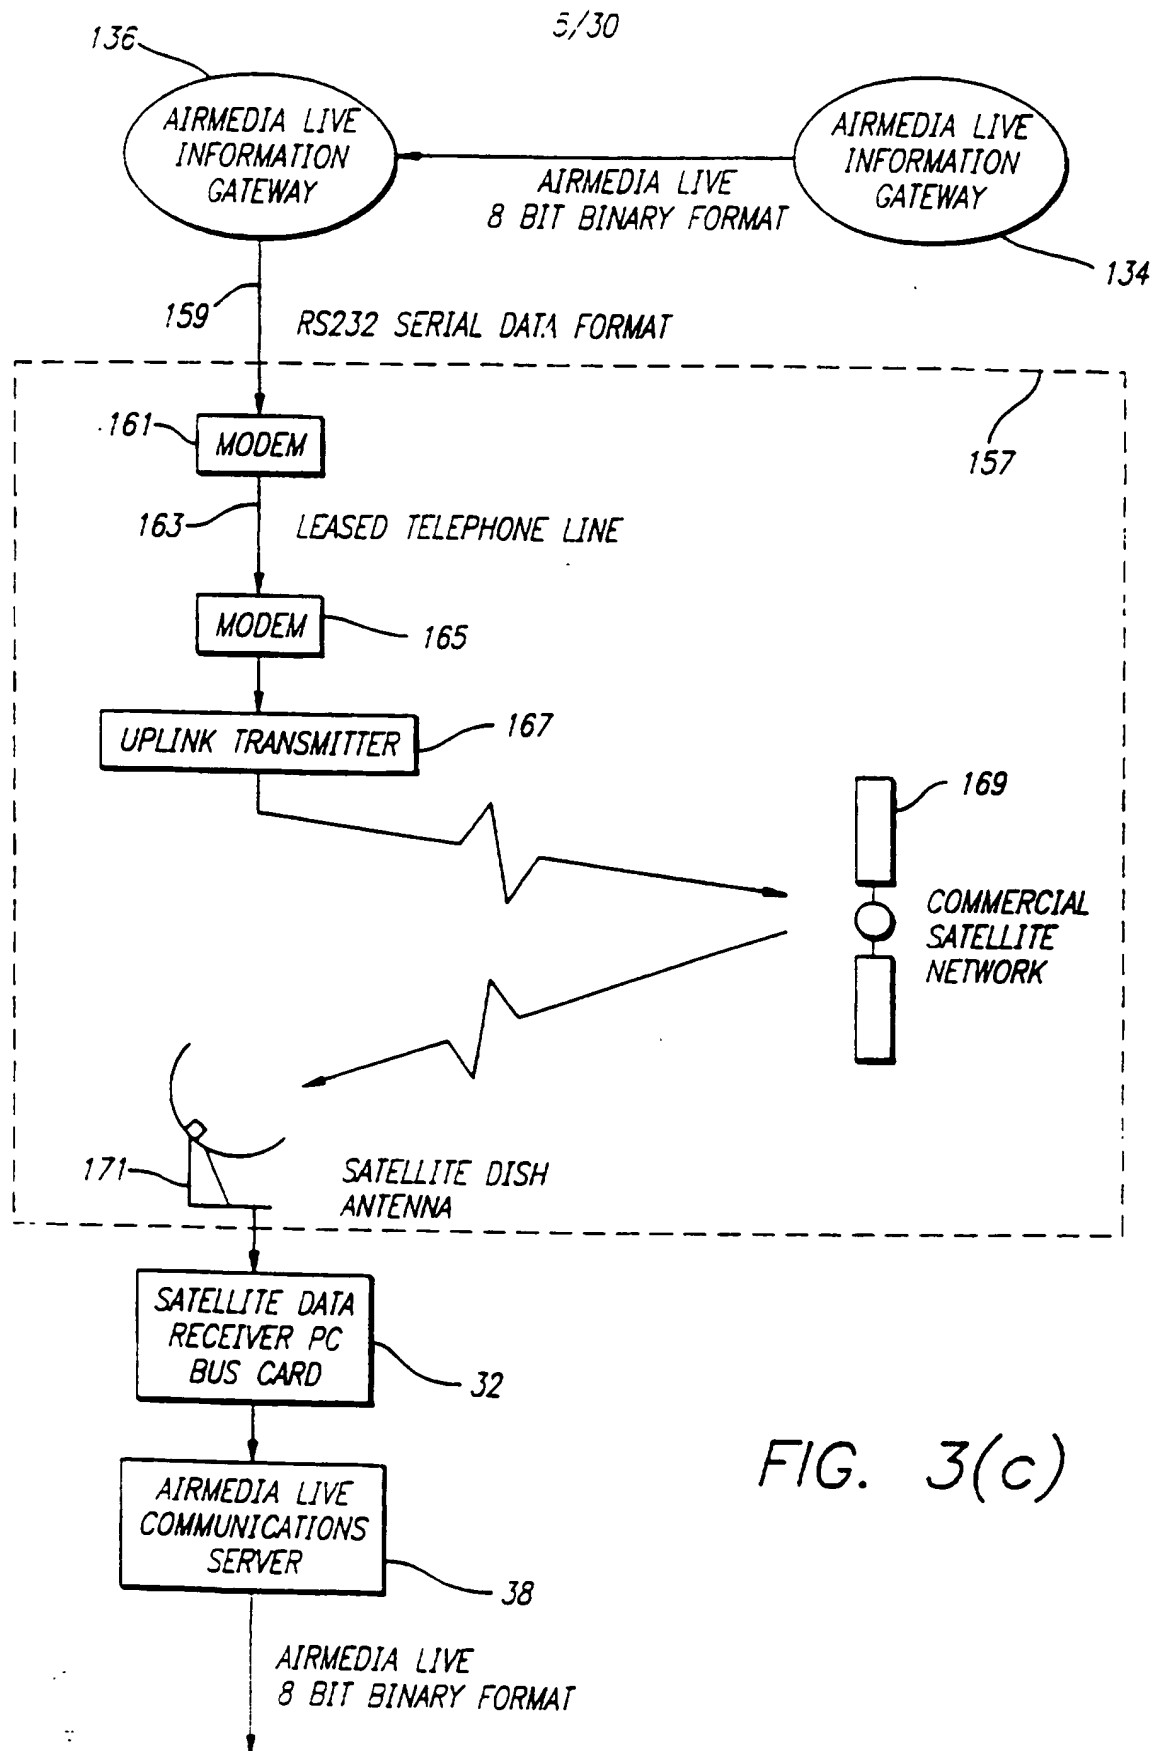 5/30
136
AIRMEDIA LIVE
INFORMATION
GATEWAY
AIRMEDIA LIVE
INFORMATION
GATEWAY
AIRMEDIA LIVE
8 BIT BINARY FORMAT
134
159
RS232 SERIAL DATA FORMAT
161
MODEM
157
163
LEASED TELEPHONE LINE
MODEM
165
UPLINK TRANSMITTER
167
169
COMMERCIAL
SATELLITE
NETWORK
171
SATELLITE DISH
ANTENNA
SATELLITE DATA
RECEIVER PC
BUS CARD
32
AIRMEDIA LIVE
COMMUNICATIONS
SERVER
38
FIG. 3(c)
AIRMEDIA LIVE
8 BIT BINARY FORMAT